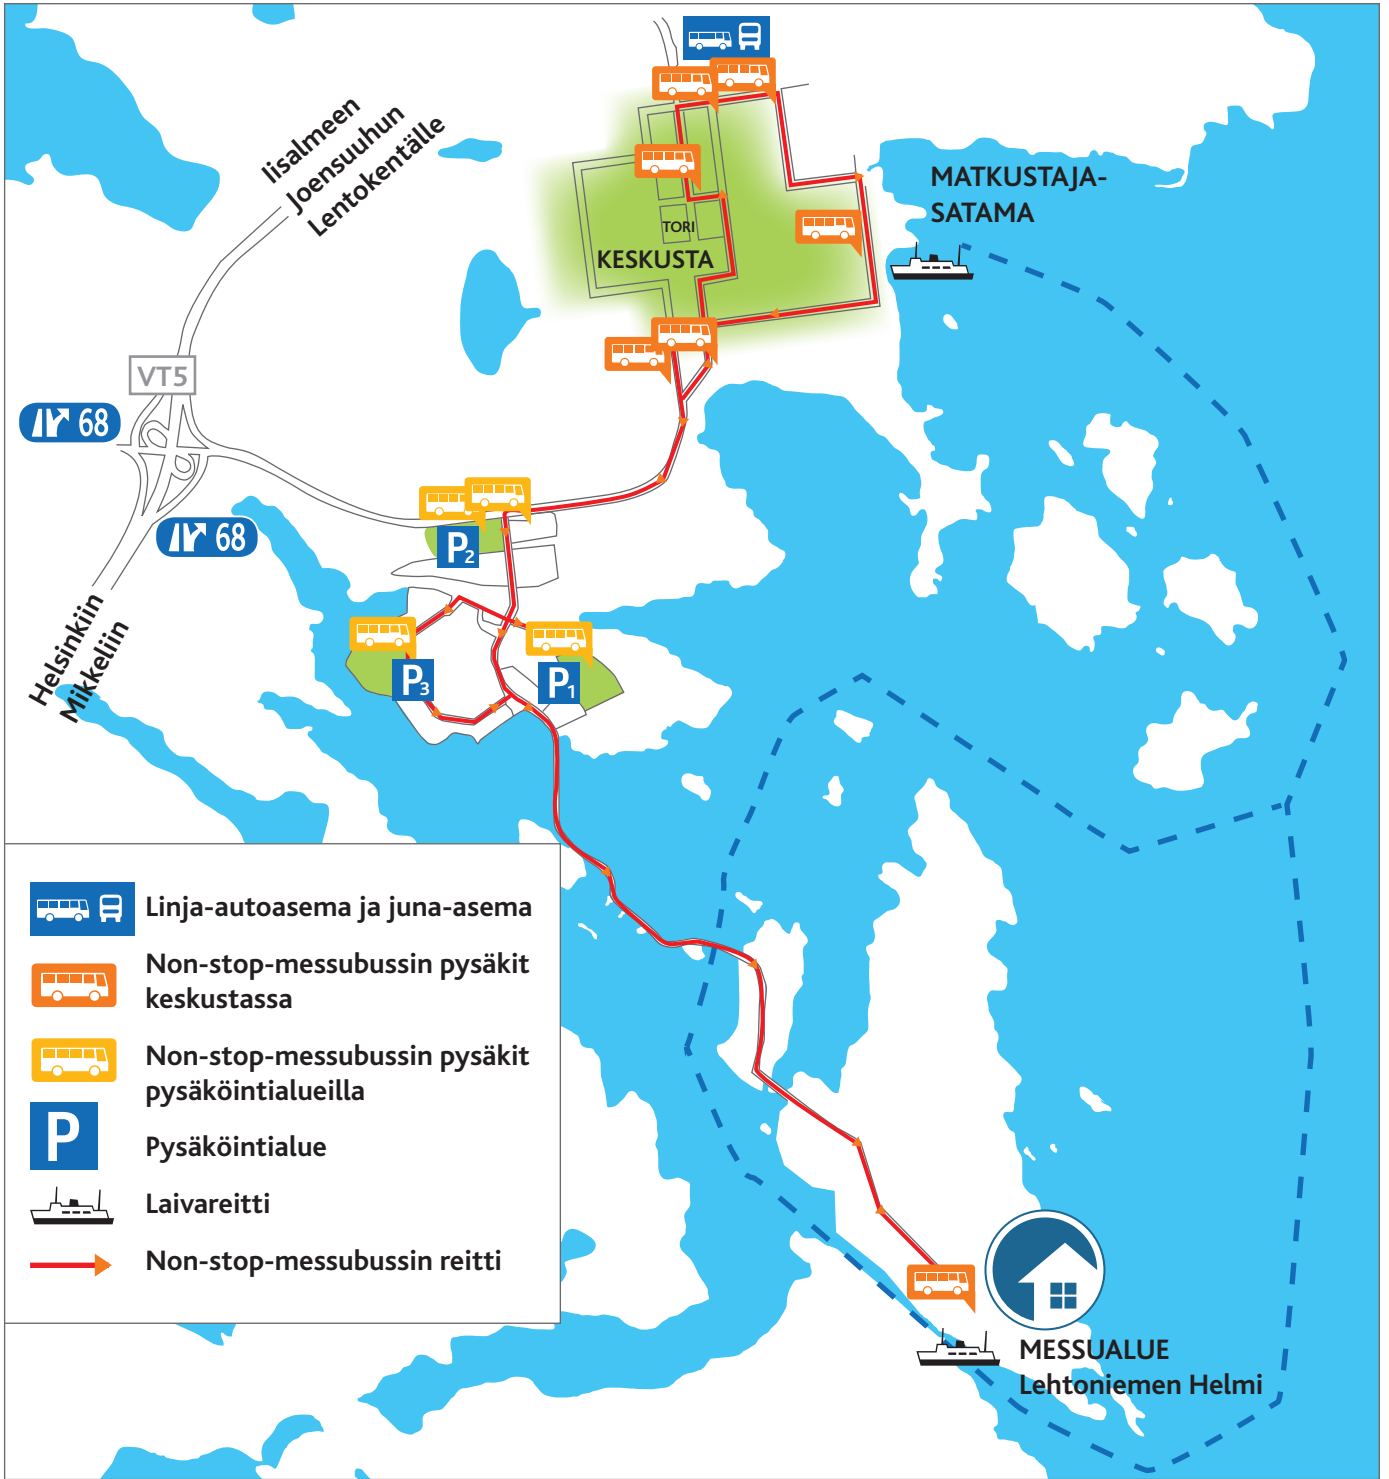 Iisalmeen
Joensuuhun
Lentokentälle
MATKUSTAJA-
SATAMA
TORI
KESKUSTA
VT5
68
68
P2
Helsinkiin
Mikkeliin
P3
P1
Linja-autoasema ja juna-asema
Non-stop-messubussin pysäkit
keskustassa
Non-stop-messubussin pysäkit
pysäköintialueilla
P
Pysäköintialue
Laivareitti
Non-stop-messubussin reitti
MESSUALUE
Lehtoniemen Helmi